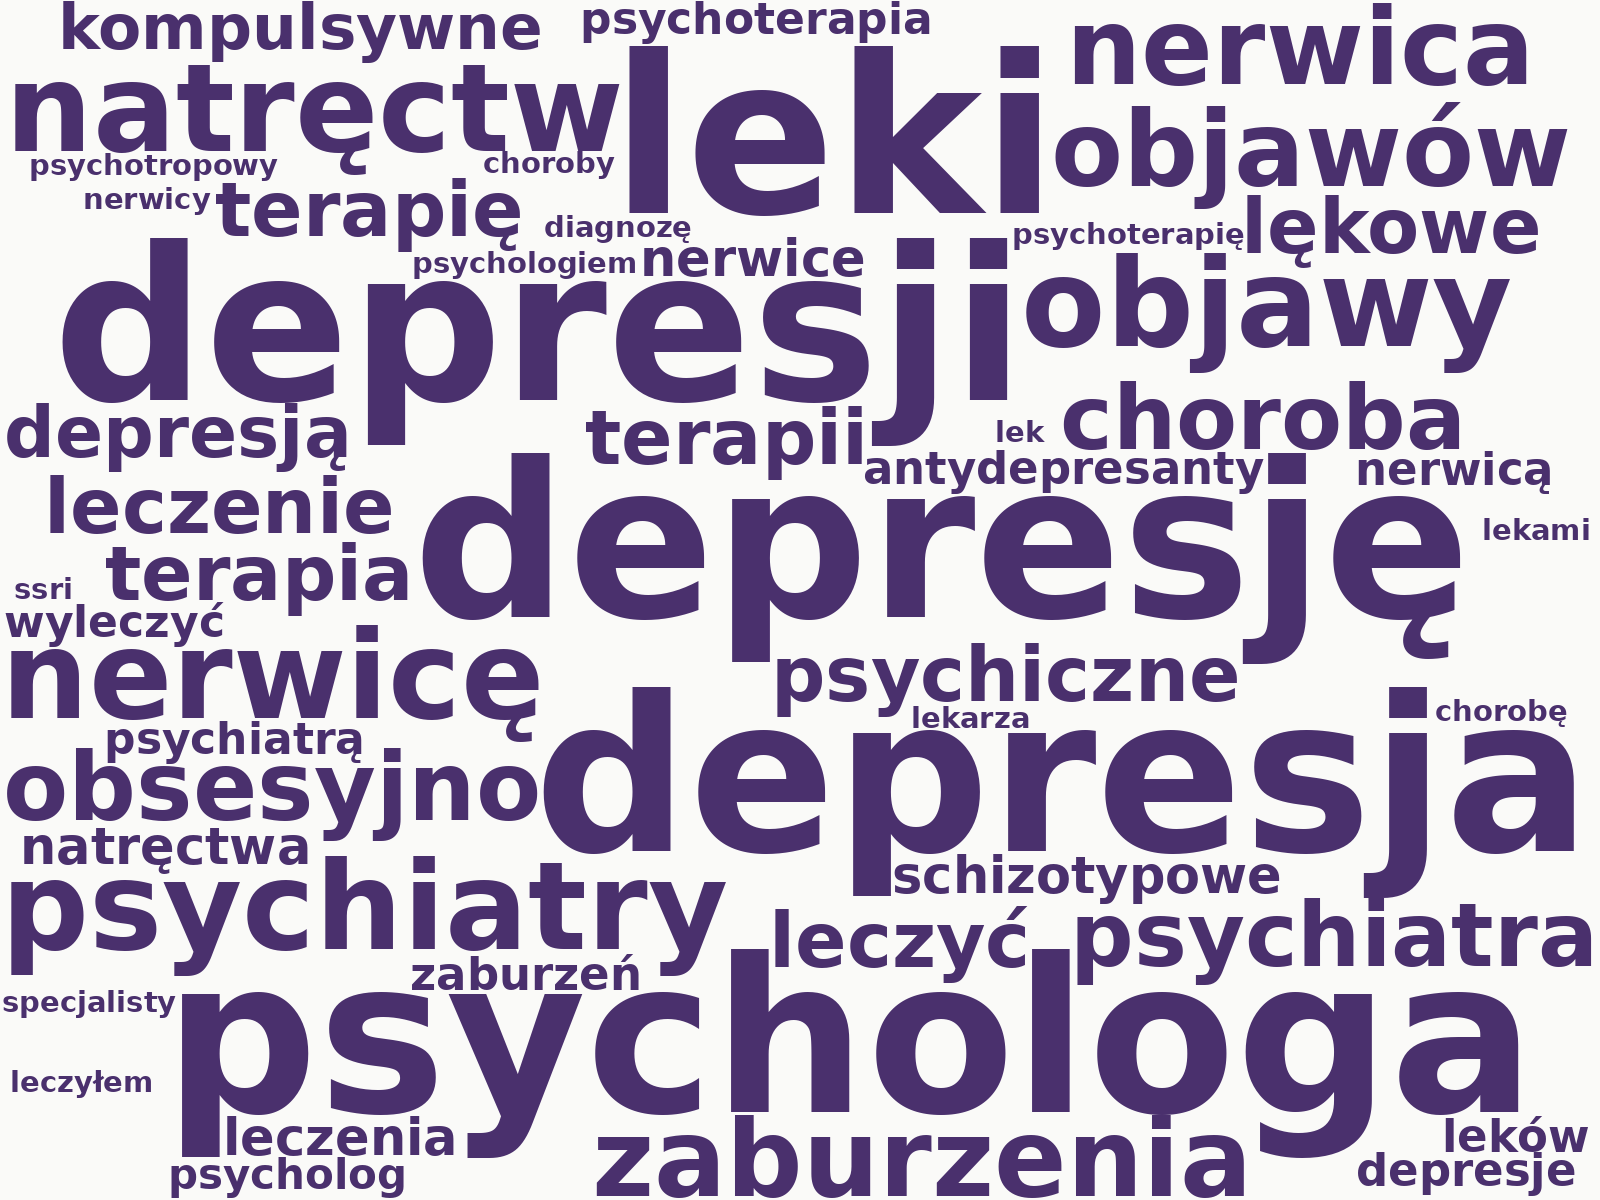 kompulsywne
psychoterapia
nerwica
natręctw
leki
objawów
psychotropowy
choroby
nerwicy
terapię
diagnozę
psychoterapię
lękowe
psychologiem
nerwice
depresji
objawy
depresją
terapii
lek
choroba
antydepresanty
nerwicą
leczenie
depresję
lekami
terapia
ssri
wyleczyć
nerwicę
psychiczne
lekarza
chorobę
psychiatrą
obsesyjno
depresja
natręctwa
psychiatry
schizotypowe
leczyć
psychiatra
zaburzeń
specjalisty
psychologa
leczyłem
leczenia
zaburzenia
leków
psycholog
depresje